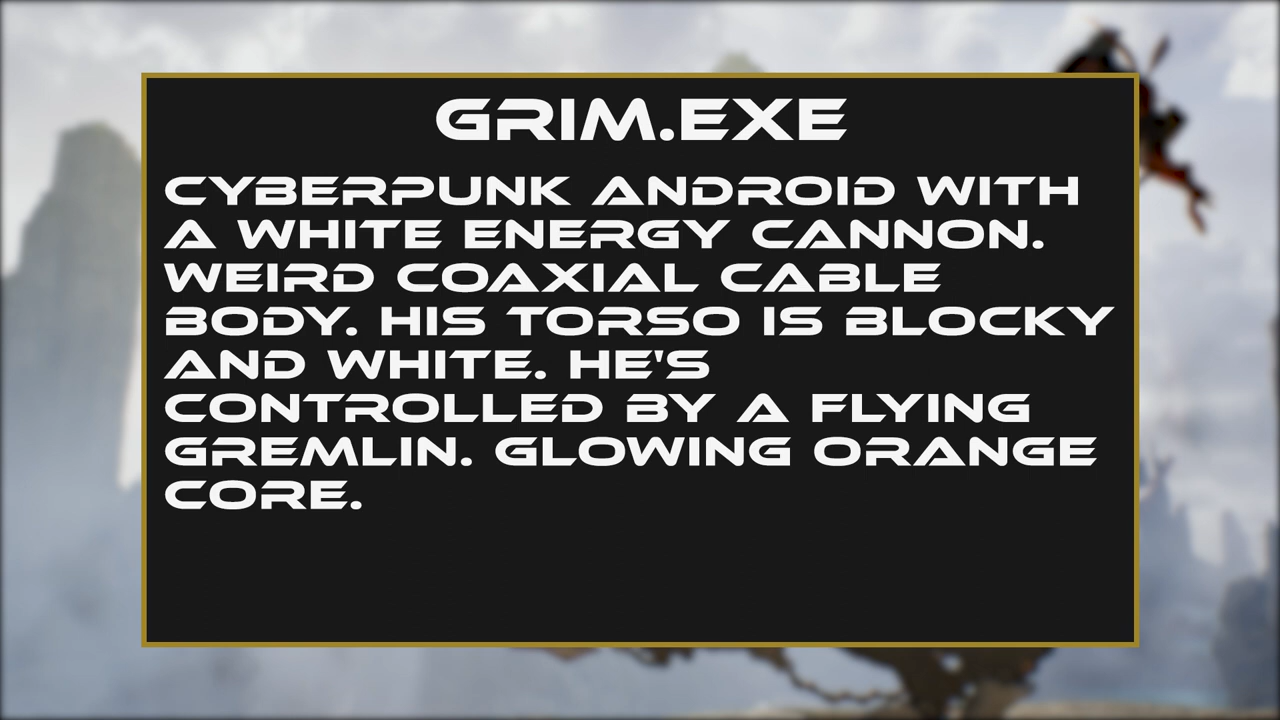 GRIM.EXE
CYBERPUNK ANDROID WITH
A WHITE ENERGY CANNON.
WEIRD COAXIAL CABLE
BODY. HIS TORSO IS BLOCKY
AND WHITE. HE'S
CONTROLLED BY A FLYING
GREMLIN. GLOWING ORANGE
CORE.